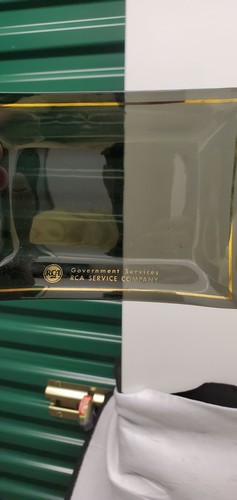 RCA
Government Services
RCA SERVICE COMPANY